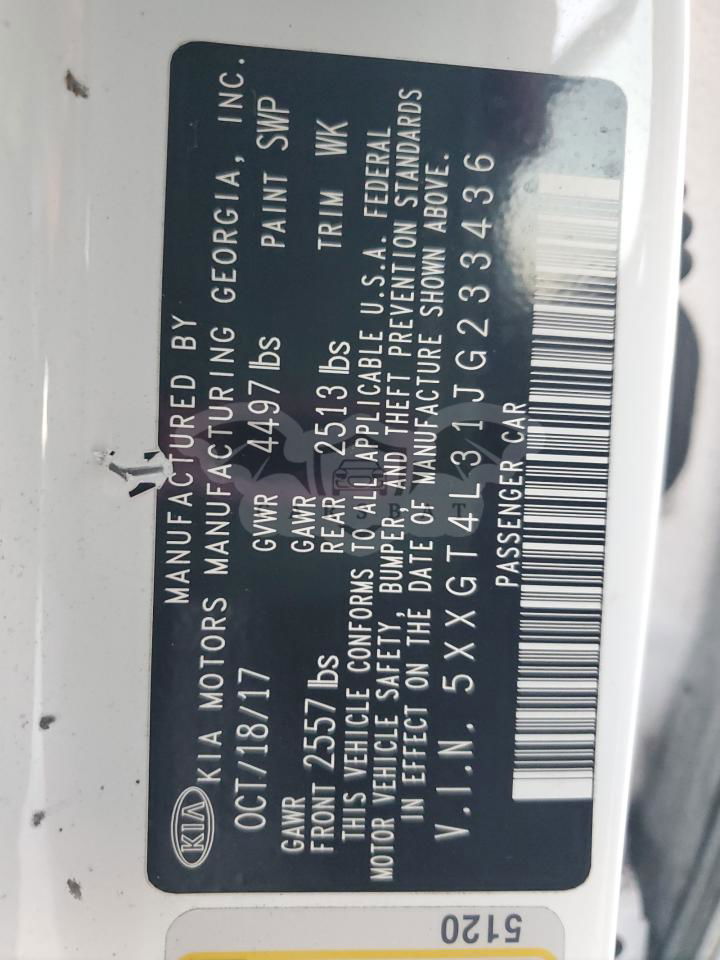 MANUFACTURED BY
KIA KIA MOTORS MANUFACTURING GEORGIA, INC.
OCT/18/17 GVWR 4497 lbs PAINT SWP
GAWR GAWR
FRONT 2557 lbs REAR 2513 lbs TRIM WK
THIS VEHICLE CONFORMS TO ALL APPLICABLE U.S.A. FEDERAL
MOTOR VEHICLE SAFETY, BUMPER, AND THEFT PREVENTION STANDARDS
IN EFFECT ON THE DATE OF MANUFACTURE SHOWN ABOVE.
V.I.N. 5XXGT4L31JG233436
PASSENGER CAR
5120